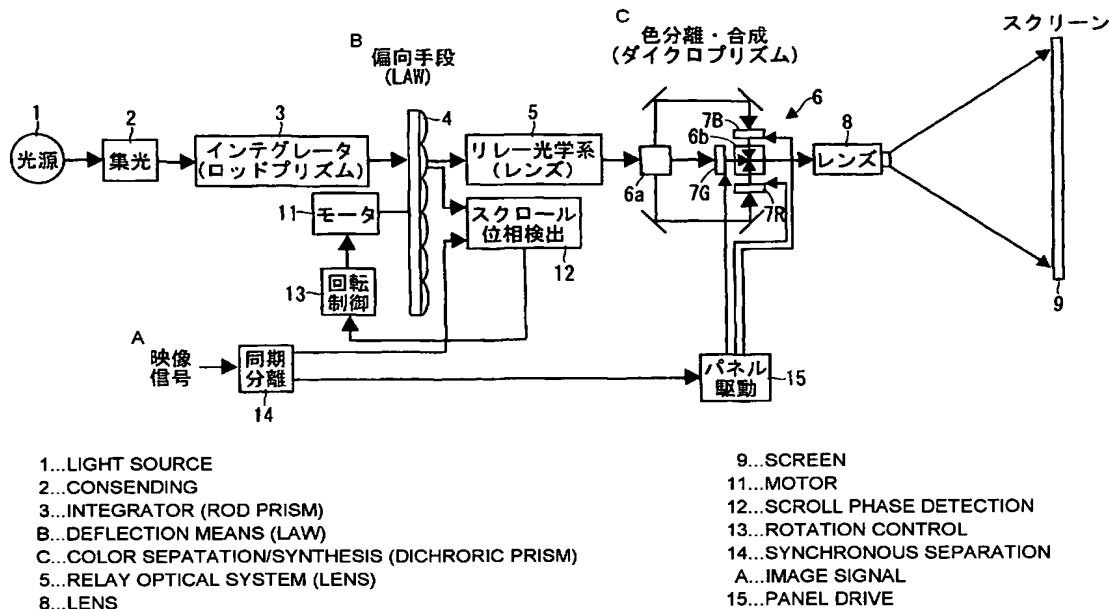 スクリーン
C
色分離・合成
(ダイクロプリズム)
B
偏向手段
(LAW)
1
光源
2
集光
3
インテグレータ
(ロッドプリズム)
4
5
リレー光学系
(レンズ)
6
6a
6b
7B
7G
7R
8
レンズ
9
11
モータ
スクロール
位相検出
12
13
回転
制御
A
映像
信号
同期
分離
14
パネル
駆動
15
1...LIGHT SOURCE
2...CONSENDING
3...INTEGRATOR (ROD PRISM)
B...DEFLECTION MEANS (LAW)
C...COLOR SEPATATION/SYNTHESIS (DICHRORIC PRISM)
5...RELAY OPTICAL SYSTEM (LENS)
8...LENS
9...SCREEN
11...MOTOR
12...SCROLL PHASE DETECTION
13...ROTATION CONTROL
14...SYNCHRONOUS SEPARATION
A...IMAGE SIGNAL
15...PANEL DRIVE